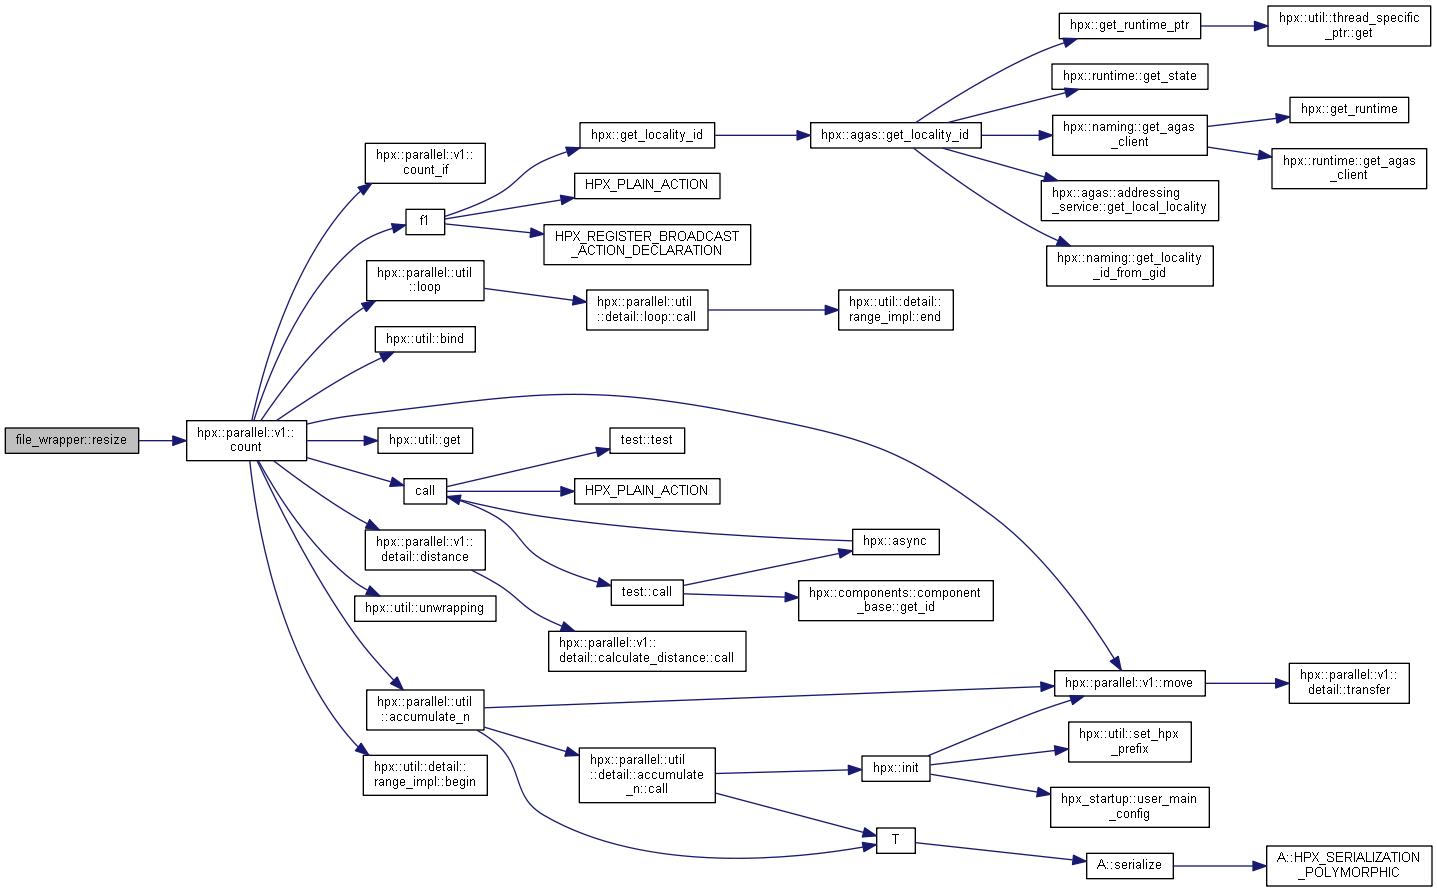 file_wrapper::resize
hpx::parallel::v1::
count
hpx::parallel::v1::
count_if
f1
hpx::get_locality_id
HPX_PLAIN_ACTION
HPX_REGISTER_BROADCAST
_ACTION_DECLARATION
hpx::agas::get_locality_id
hpx::get_runtime_ptr
hpx::util::thread_specific
_ptr::get
hpx::runtime::get_state
hpx::naming::get_agas
_client
hpx::get_runtime
hpx::runtime::get_agas
_client
hpx::agas::addressing
_service::get_local_locality
hpx::naming::get_locality
_id_from_gid
hpx::parallel::util
::loop
hpx::parallel::util
::detail::loop::call
hpx::util::detail::
range_impl::end
hpx::util::bind
hpx::util::get
call
test::test
HPX_PLAIN_ACTION
test::call
hpx::async
hpx::components::component
_base::get_id
hpx::parallel::v1::
detail::distance
hpx::parallel::v1::
detail::calculate_distance::call
hpx::util::unwrapping
hpx::parallel::util
::accumulate_n
hpx::parallel::util
::detail::accumulate
_n::call
hpx::init
hpx::parallel::v1::move
hpx::parallel::v1::
detail::transfer
hpx::util::set_hpx
_prefix
hpx_startup::user_main
_config
T
A::serialize
A::HPX_SERIALIZATION
_POLYMORPHIC
hpx::util::detail::
range_impl::begin